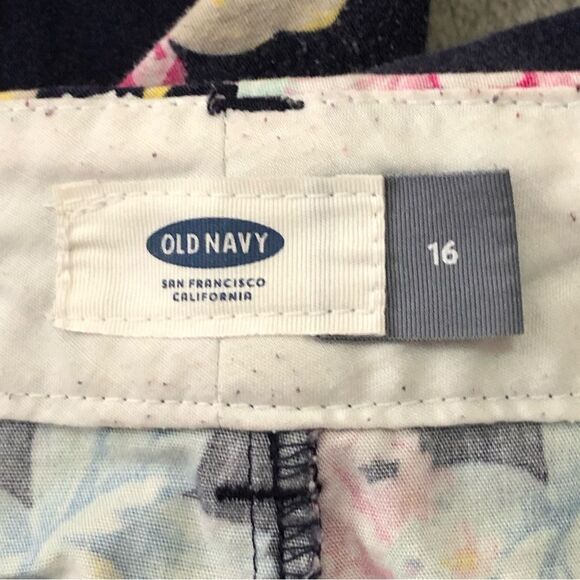 OLD NAVY
SAN FRANCISCO
CALIFORNIA
16